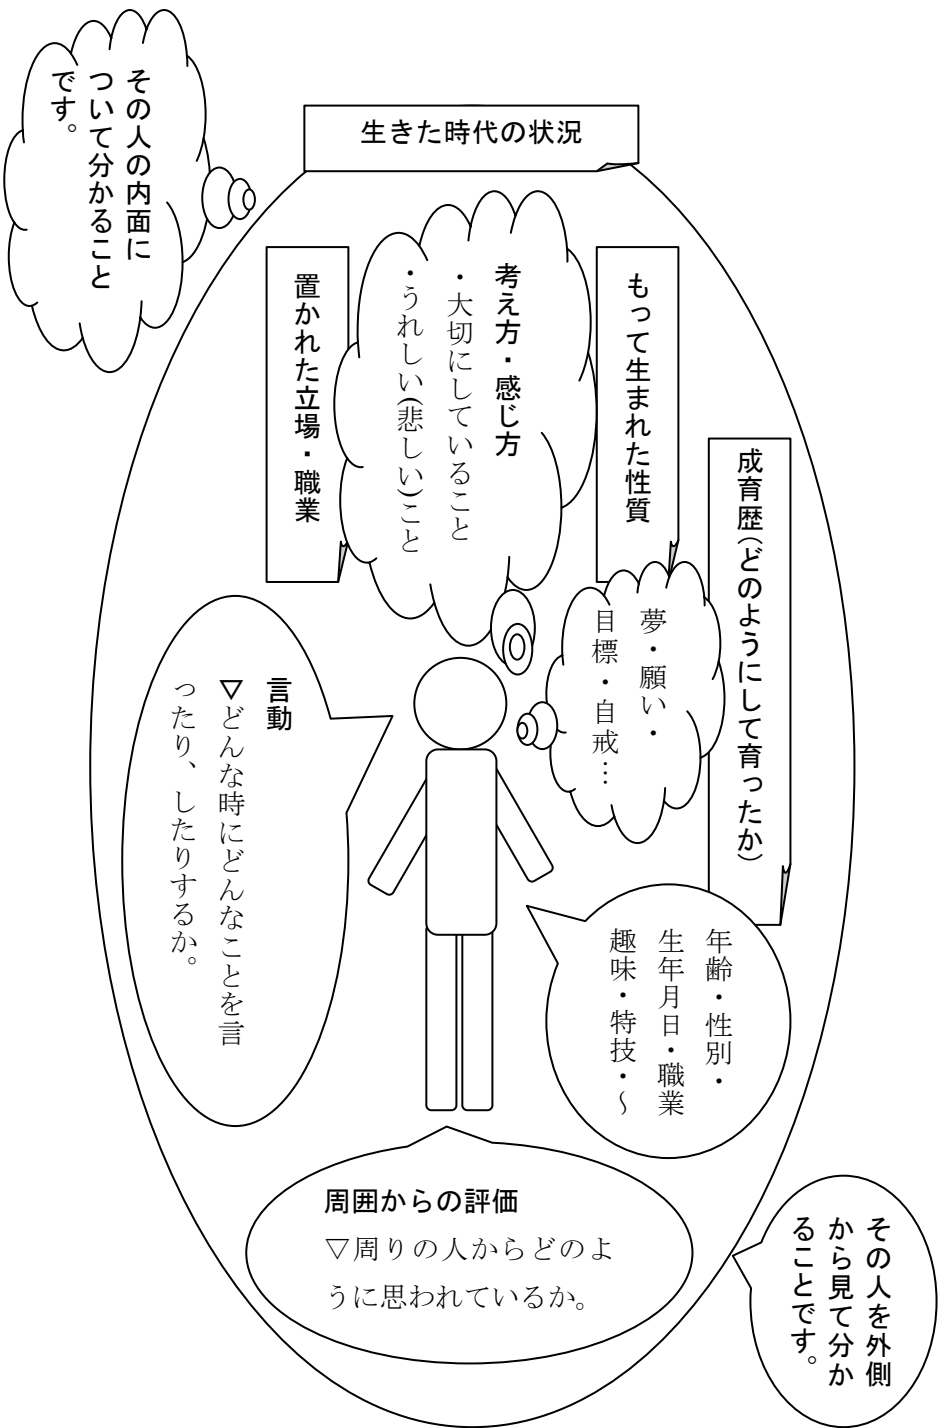 その人の内面に
ついて分かること
です。
生きた時代の状況
もって生まれた性質
考え方・感じ方
・大切にしていること
・うれしい(悲しい)こと
置かれた立場・職業
成育歴(どのようにして育ったか)
夢・願い・
目標・自戒…
言動
▽どんな時にどんなことを言
ったり、したりするか。
年齢・性別・
生年月日・職業
趣味・特技・～
周囲からの評価
▽周りの人からどのよ
うに思われているか。
その人を外側
から見て分か
ることです。